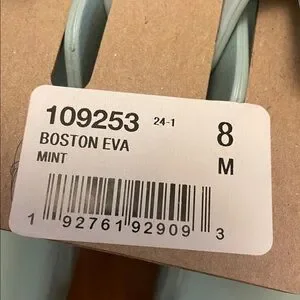 109253 24-1 8
BOSTON EVA
MINT M
1 92761 92909 3